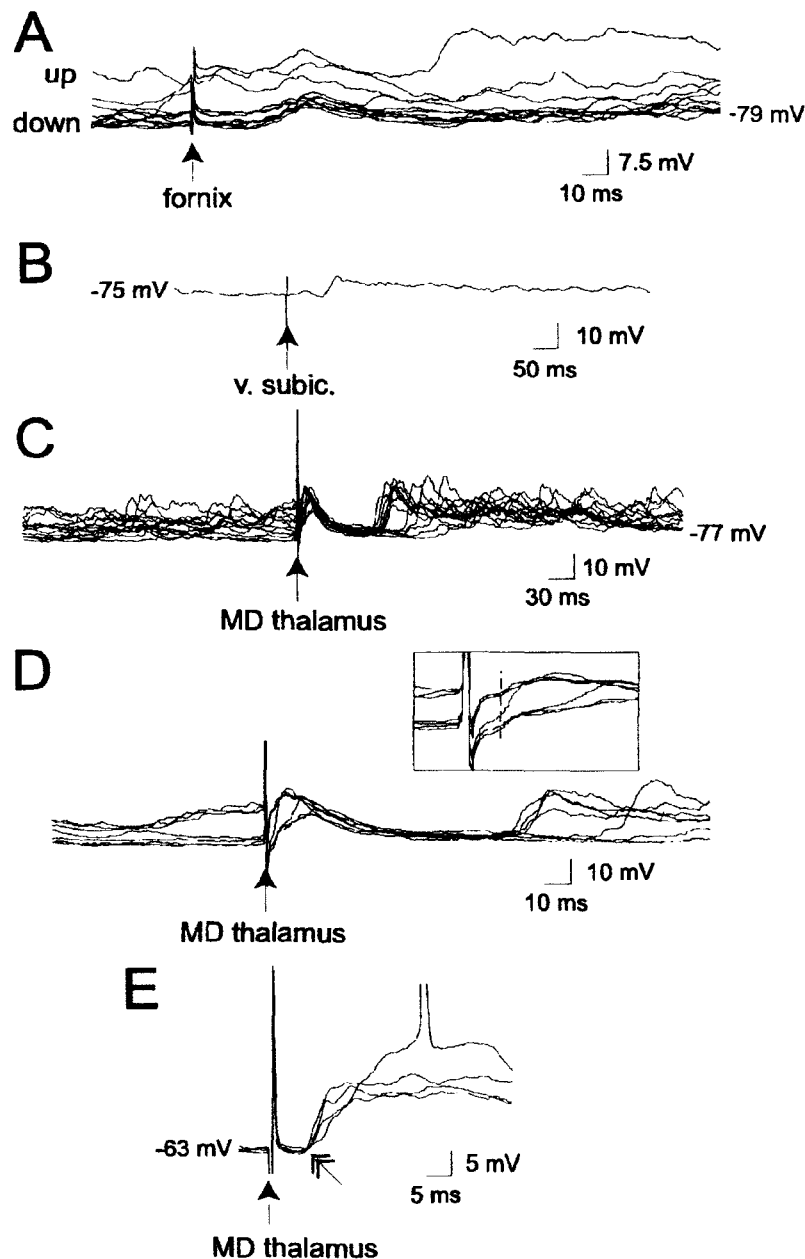 A
up
down
-79 mV
7.5 mV
10 ms
fornix
B
-75 mV
10 mV
50 ms
v. subic.
C
-77 mV
10 mV
30 ms
MD thalamus
D
10 mV
10 ms
MD thalamus
E
-63 mV
5 mV
5 ms
MD thalamus